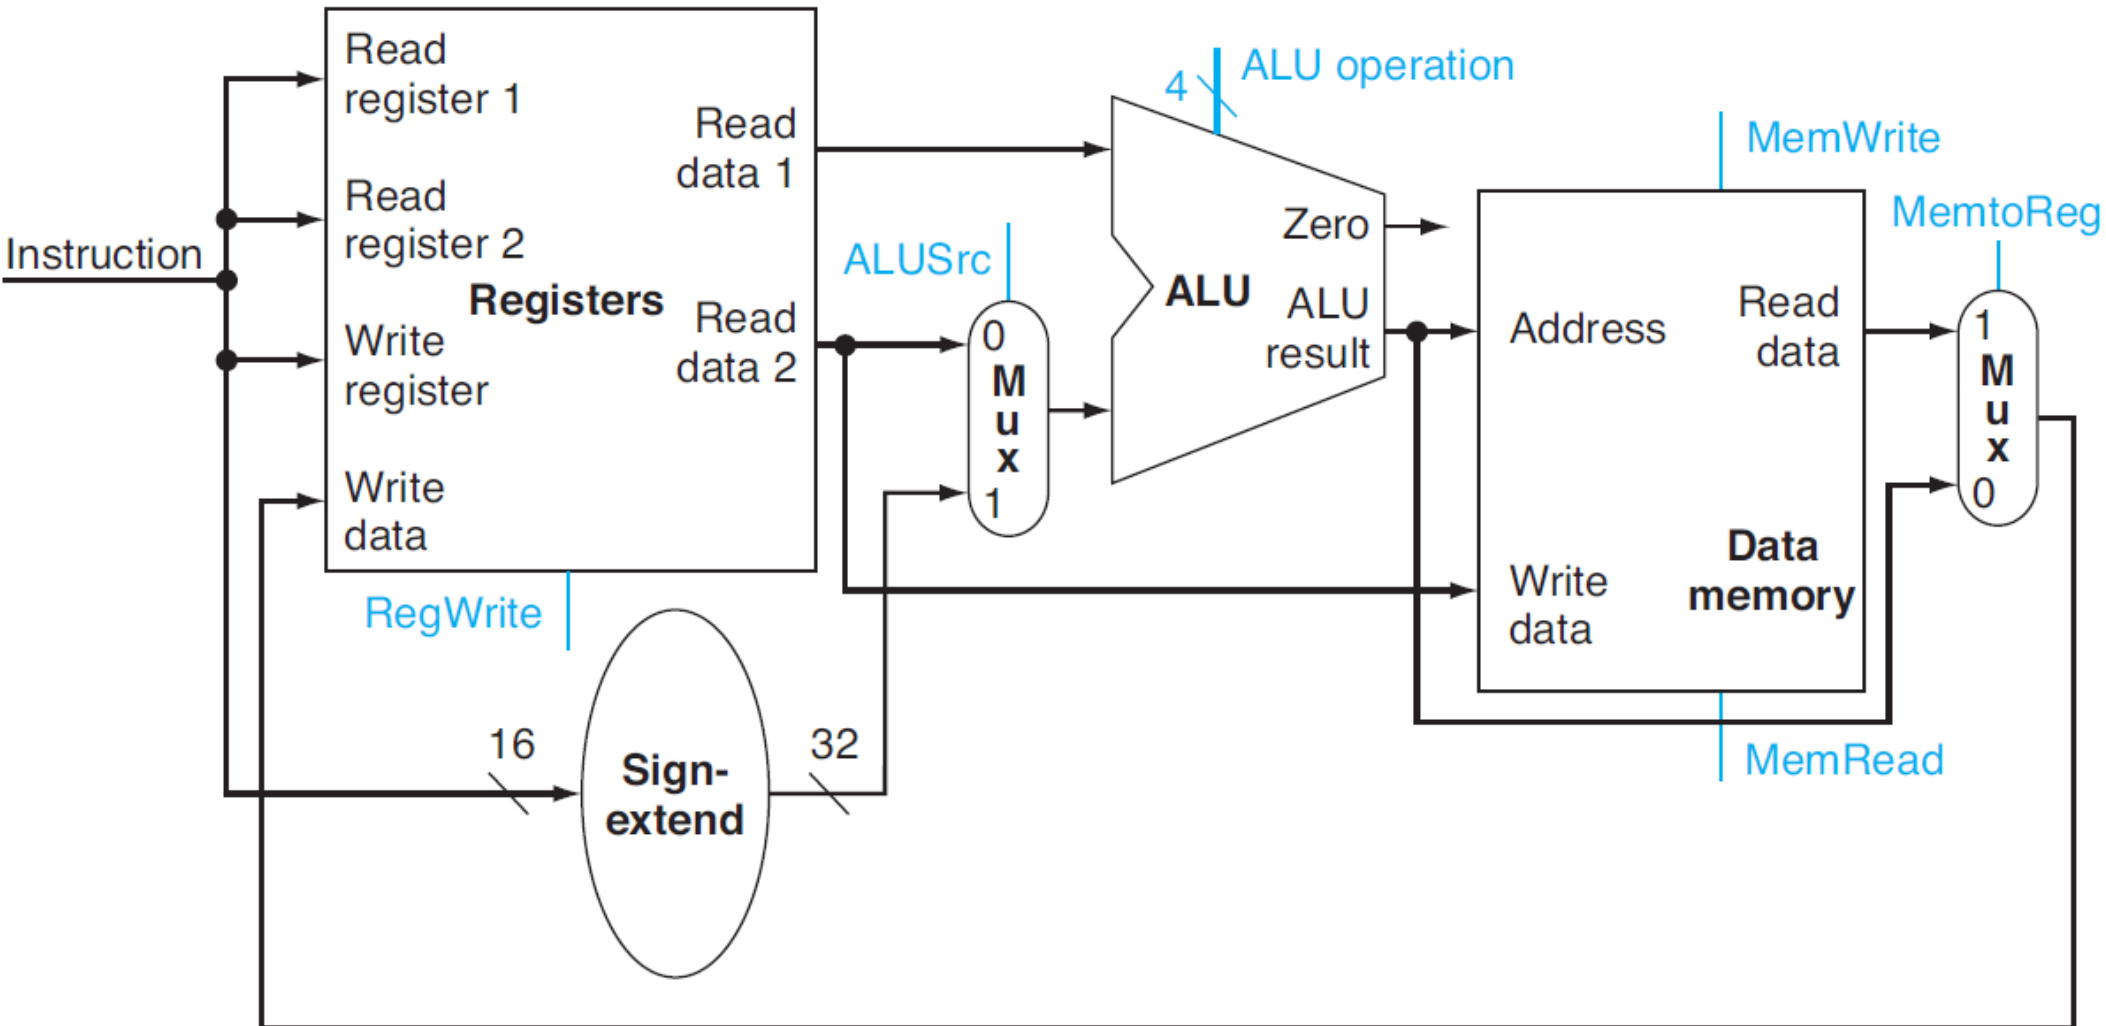 Instruction
Read
register 1
Read
register 2
Registers
Write
register
Write
data
Read
data 1
Read
data 2
RegWrite
16
Sign-
extend
32
ALUSrc
0
M
u
x
1
4
ALU operation
Zero
ALU
ALU
result
MemWrite
Address
Read
data
Write
data
Data
memory
MemRead
MemtoReg
1
M
u
x
0